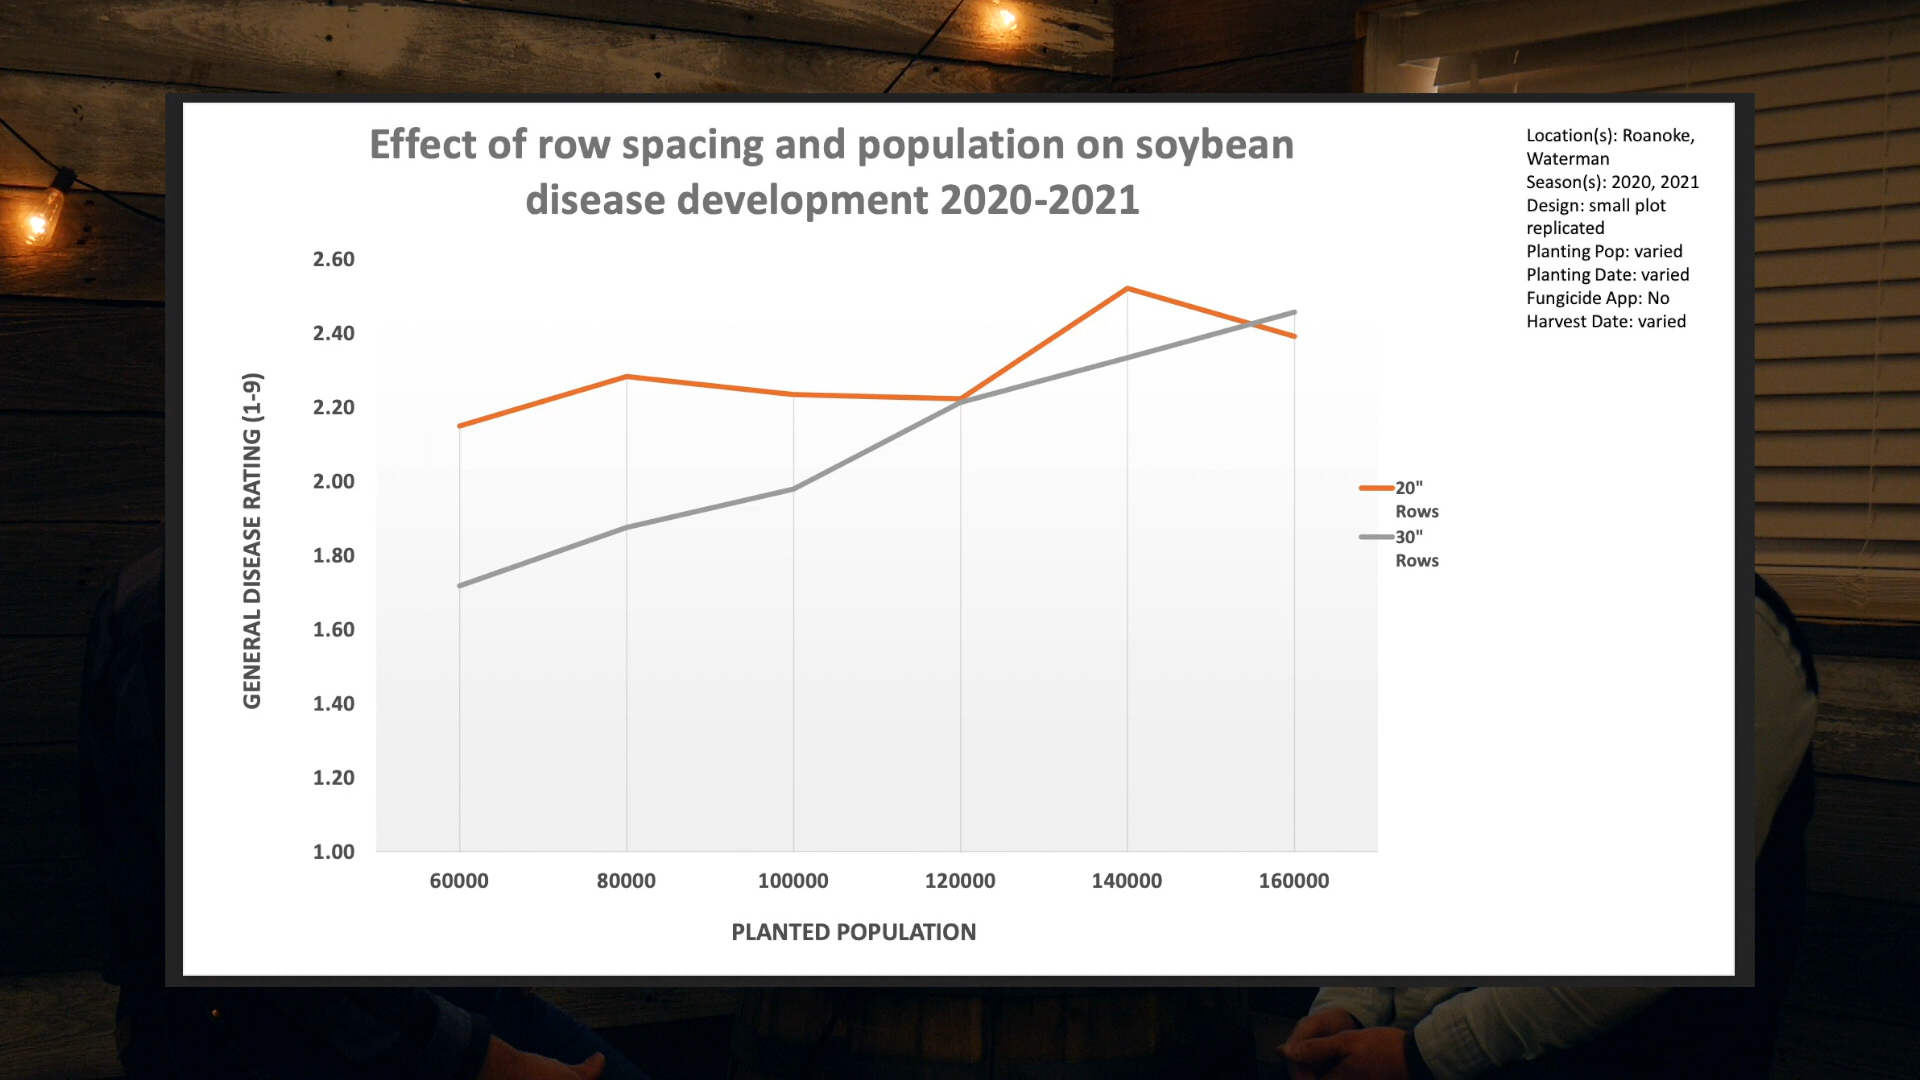 Effect of row spacing and population on soybean
disease development 2020-2021
Location(s): Roanoke,
Waterman
Season(s): 2020, 2021
Design: small plot
replicated
Planting Pop: varied
Planting Date: varied
Fungicide App: No
Harvest Date: varied
GENERAL DISEASE RATING (1-9)
2.60
2.40
2.20
2.00
1.80
1.60
1.40
1.20
1.00
20"
Rows
30"
Rows
60000 80000 100000 120000 140000 160000
PLANTED POPULATION